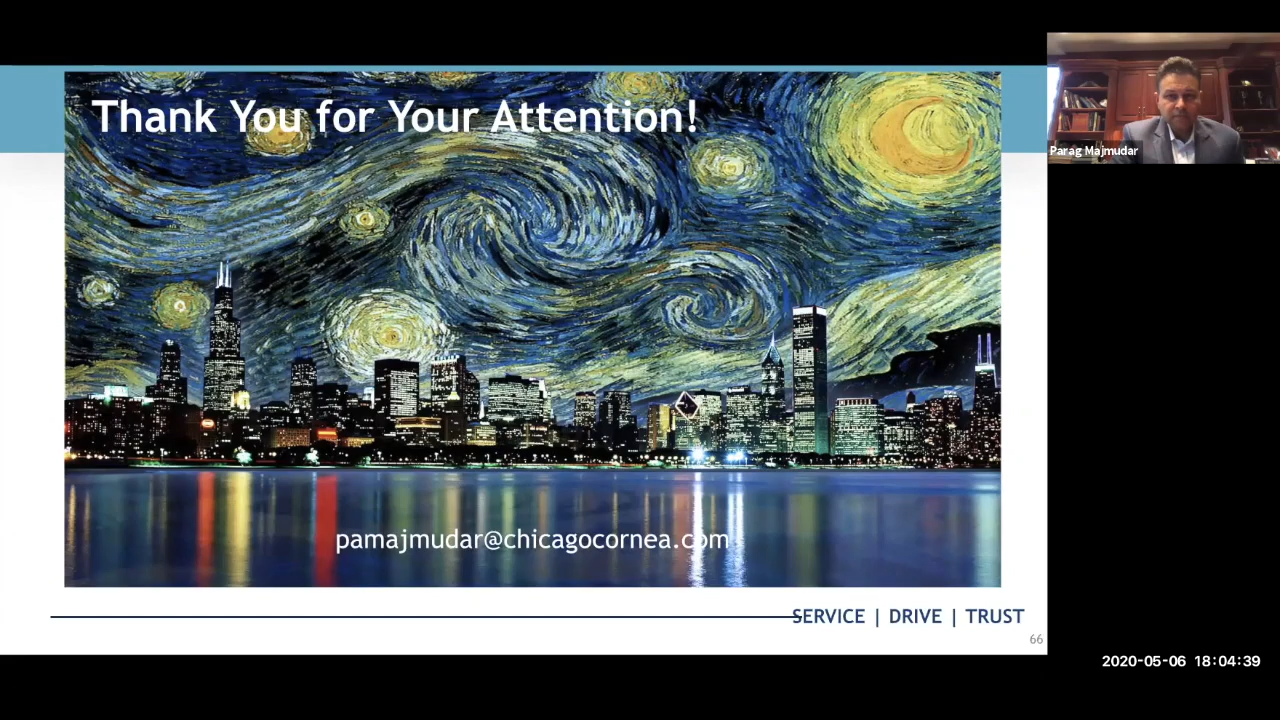 Thank You for Your Attention!
Parag Majmudar
pamajmudar@chicagocornea.com
SERVICE | DRIVE | TRUST
66
2020-05-06 18:04:39